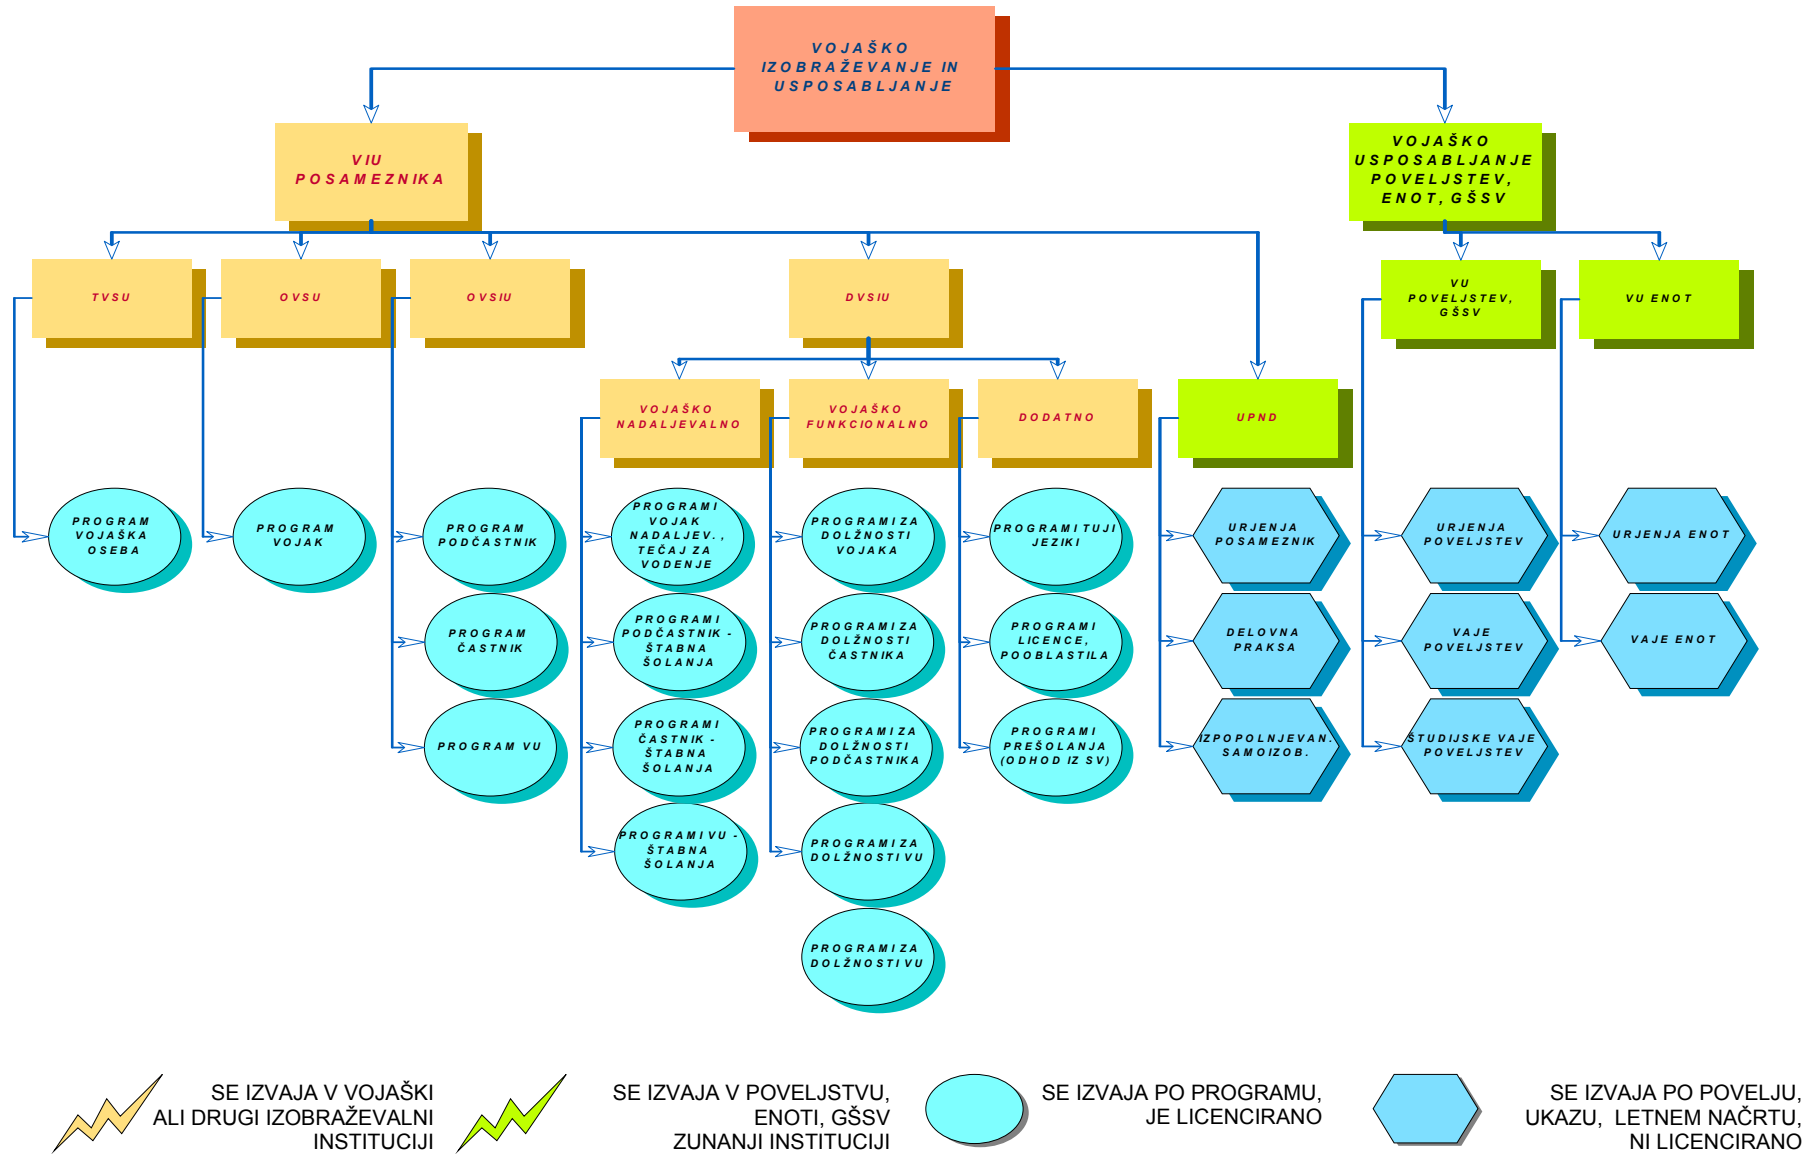 VOJAŠKO
IZOBRAŽEVANJE IN
USPOSABLJANJE
VIU
POSAMEZNIKA
VOJAŠKO
USPOSABLJANJE
POVELJSTEV,
ENOT, GŠSV
TVSU
OVSU
OVSIU
DVSIU
VU
POVELJSTEV,
GŠSV
VU ENOT
VOJAŠKO
NADALJEVALNO
VOJAŠKO
FUNKCIONALNO
DODATNO
UPND
PROGRAM
VOJAŠKA
OSEBA
PROGRAM
VOJAK
PROGRAM
PODČASTNIK
PROGRAMI
VOJAK
NADALJEV. ,
TEČAJ ZA
VODENJE
PROGRAMI ZA
DOLŽNOSTI
VOJAKA
PROGRAMI TUJI
JEZIKI
URJENJA
POSAMEZNIK
URJENJA
POVELJSTEV
URJENJA ENOT
PROGRAM
ČASTNIK
PROGRAMI
PODČASTNIK -
ŠTABNA
ŠOLANJA
PROGRAMI ZA
DOLŽNOSTI
ČASTNIKA
PROGRAMI
LICENCE,
POOBLASTILA
DELOVNA
PRAKSA
VAJE
POVELJSTEV
VAJE ENOT
PROGRAM VU
PROGRAMI
ČASTNIK -
ŠTABNA
ŠOLANJA
PROGRAMI ZA
DOLŽNOSTI
PODČASTNIKA
PROGRAMI
PREŠOLANJA
(ODHOD IZ SV)
IZPOPOLNJEVAN.
SAMOIZOB.
ŠTUDIJSKE VAJE
POVELJSTEV
PROGRAMI VU -
ŠTABNA
ŠOLANJA
PROGRAMI ZA
DOLŽNOSTI VU
PROGRAMI ZA
DOLŽNOSTI VU
SE IZVAJA V VOJAŠKI
ALI DRUGI IZOBRAŽEVALNI
INSTITUCIJI
SE IZVAJA V POVELJSTVU,
ENOTI, GŠSV
ZUNANJI INSTITUCIJI
SE IZVAJA PO PROGRAMU,
JE LICENCIRANO
SE IZVAJA PO POVELJU,
UKAZU, LETNEM NAČRTU,
NI LICENCIRANO